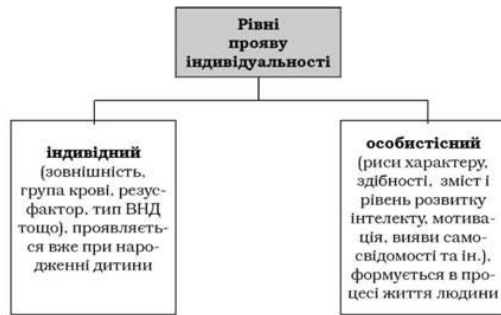 Рівні
прояву
індивідуальності
індивідний
(зовнішність,
група крові, резус-
фактор, тип ВНД
тощо), проявляєть-
ся вже при наро-
дженні дитини
особистісний
(риси характеру,
здібності, зміст і
рівень розвитку
інтелекту, мотива-
ція, вияви само-
свідомості та ін.),
формується в про-
цесі життя людини